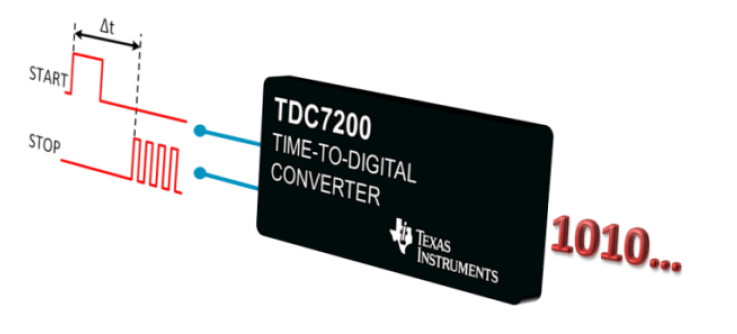 Δt
START
STOP
TDC7200
TIME-TO-DIGITAL
CONVERTER
TEXAS
INSTRUMENTS
1010...